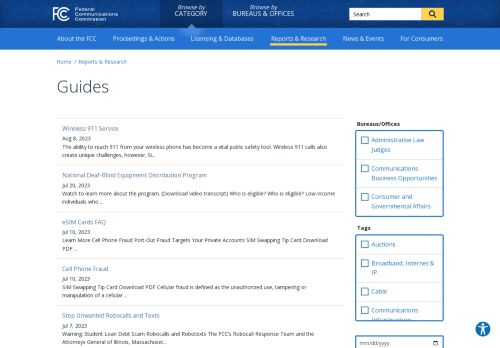 FCC Federal Communications Commission
Browse by CATEGORY
Browse by BUREAUS & OFFICES
Search
About the FCC Proceedings & Actions Licensing & Databases Reports & Research News & Events For Consumers
Home / Reports & Research
Guides
Wireless 911 Service
Aug 8, 2023
The ability to reach 911 from your wireless phone has become a vital public safety tool. Wireless 911 calls also
create unique challenges, however. Si...
National Deaf-Blind Equipment Distribution Program
Jul 20, 2023
Watch to learn more about the program. (Download video transcript) Who is eligible? Who is eligible? Low-income
individuals who ...
eSIM Cards FAQ
Jul 10, 2023
Learn More Cell Phone Fraud Port-Out Fraud Targets Your Private Accounts SIM Swapping Tip Card Download
PDF ...
Cell Phone Fraud
Jul 10, 2023
SIM Swapping Tip Card Download PDF Cellular fraud is defined as the unauthorized use, tampering or
manipulation of a cellular ...
Stop Unwanted Robocalls and Texts
Jul 7, 2023
Warning: Student Loan Debt Scam Robocalls and Robotexts The FCC's Robocall Response Team and the
Attorneys General of Illinois, Massachuset...
Bureaus/Offices
Administrative Law
Judges
Communications
Business Opportunities
Consumer and
Governmental Affairs
Tags
Auctions
Broadband, Internet &
IP
Cable
Communications
Infrastructure
mm/dd/yyyy